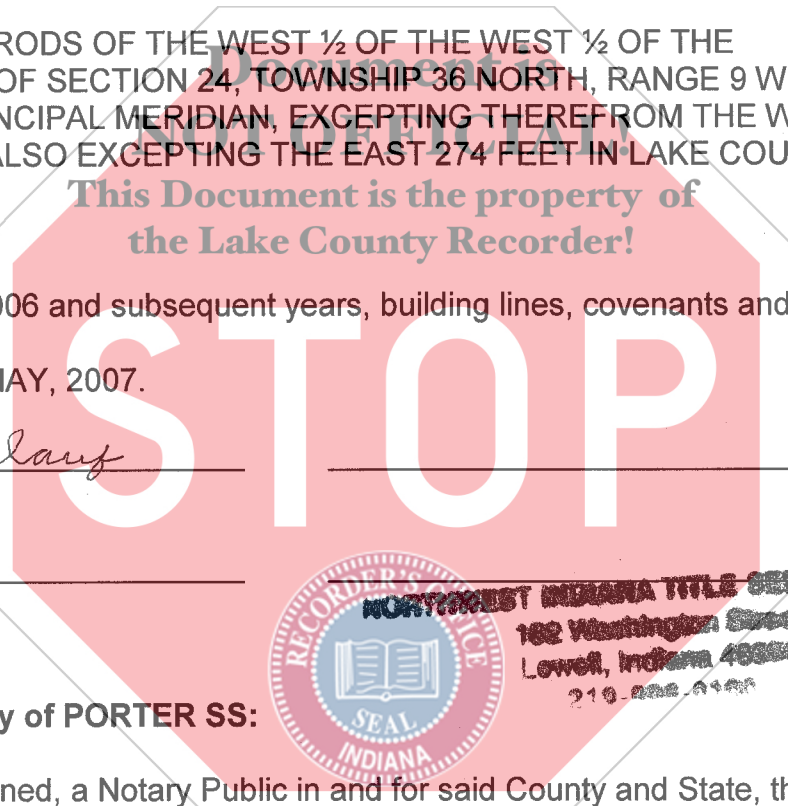 RODS OF THE WEST ½ OF THE WEST ½ OF THE
Document is
OF SECTION 24, TOWNSHIP 36 NORTH, RANGE 9 W
NCIPAL MERIDIAN, EXCEPTING THEREFROM THE W
NOT OFFICIAL!
ALSO EXCEPTING THE EAST 274 FEET IN LAKE COU
This Document is the property of
the Lake County Recorder!
006 and subsequent years, building lines, covenants and
MAY, 2007.
STOP
NORTHWEST INDIANA TITLE SE
162 Washington
Lowell, Indiana
RECORDER'S OFFICE
SEAL
INDIANA
y of PORTER SS:
ned, a Notary Public in and for said County and State, th